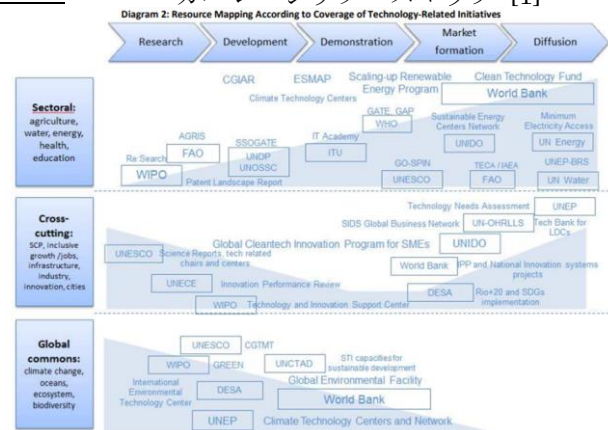 [1]
Diagram 2: Resource Mapping According to Coverage of Technology-Related Initiatives
Research
Development
Demonstration
Market
formation
Diffusion
Sectoral:
agriculture,
water, energy,
health,
education
CGIAR
ESMAP
Scaling-up Renewable
Energy Program
Clean Technology Fund
World Bank
Climate Technology Centers
GATE, GAP
WHO
Sustainable Energy
Centers Network
UNIDO
Minimum
Electricity Access
UN Energy
AGRIS
FAO
SSOGATE
UNDP
UNOSSC
IT Academy
ITU
Re:Search
WIPO
Patent Landscape Report
GO-SPIN
UNESCO
TECA / IAEA
FAO
UNEP-BRS
UN Water
Cross-
cutting:
SCP, inclusive
growth /jobs,
infrastructure,
industry,
innovation, cities
Technology Needs Assessment
UNEP
SIDS Global Business Network
UN-OHRLLS
Tech Bank for
LDCs
Global Cleantech Innovation Program for SMEs
UNIDO
UNESCO
Science Reports, tech related
chairs and centers
World Bank
IPP and National Innovation systems
projects
UNECE
Innovation Performance Review
DESA
Rio+20 and SDGs
implementation
WIPO
Technology and Innovation Support Center
Global
commons:
climate change,
oceans,
ecosystem,
biodiversity
UNESCO
CGTMT
WIPO
GREEN
UNCTAD
STI capacities for
sustainable development
International
Environmental
Technology Center
DESA
Global Environmental Facility
World Bank
UNEP
Climate Technology Centers and Network